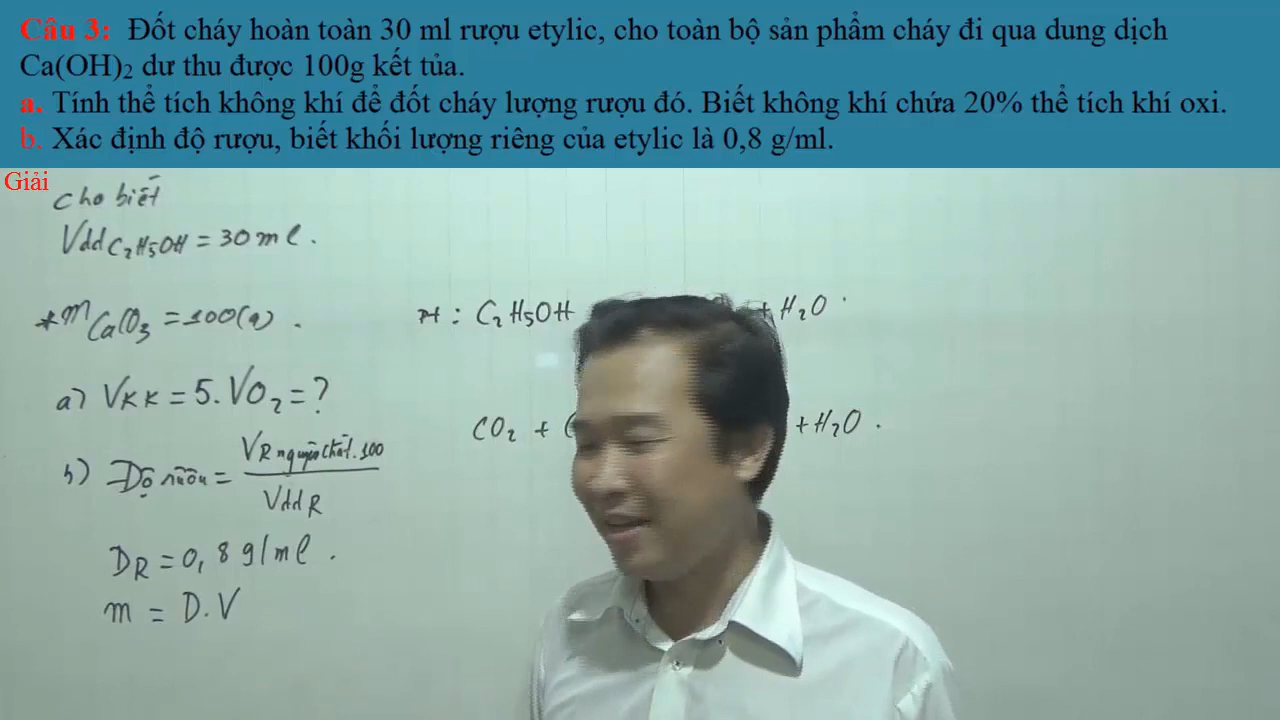 Câu 3: Đốt cháy hoàn toàn 30 ml rượu etylic, cho toàn bộ sản phẩm cháy đi qua dung dịch
Ca(OH)₂ dư thu được 100g kết tủa.
a. Tính thể tích không khí để đốt cháy lượng rượu đó. Biết không khí chứa 20% thể tích khí oxi.
b. Xác định độ rượu, biết khối lượng riêng của etylic là 0,8 g/ml.
Giải
Cho biết
Vdd C₂H₅OH = 30 ml.
* m CaCO₃ = 100(g).
Pt: C₂H₅OH + H₂O.
a) VKK = 5.VO₂ = ?
CO₂ + ( + H₂O.
b) Độ rượu = VR nguyên chất.100
Vdd R
DR = 0,8 g/ml.
m = D.V